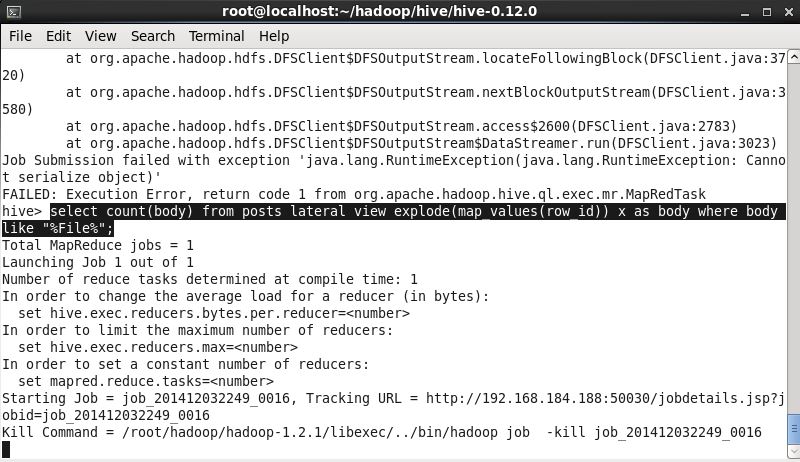 root@localhost:~/hadoop/hive/hive-0.12.0
File Edit View Search Terminal Help
at org.apache.hadoop.hdfs.DFSClient$DFSOutputStream.locateFollowingBlock(DFSClient.java:37
20)
at org.apache.hadoop.hdfs.DFSClient$DFSOutputStream.nextBlockOutputStream(DFSClient.java:3
580)
at org.apache.hadoop.hdfs.DFSClient$DFSOutputStream.access$2600(DFSClient.java:2783)
at org.apache.hadoop.hdfs.DFSClient$DFSOutputStream$DataStreamer.run(DFSClient.java:3023)
Job Submission failed with exception 'java.lang.RuntimeException(java.lang.RuntimeException: Canno
t serialize object)'
FAILED: Execution Error, return code 1 from org.apache.hadoop.hive.ql.exec.mr.MapRedTask
hive> select count(body) from posts lateral view explode(map_values(row_id)) x as body where body
like "%File%";
Total MapReduce jobs = 1
Launching Job 1 out of 1
Number of reduce tasks determined at compile time: 1
In order to change the average load for a reducer (in bytes):
set hive.exec.reducers.bytes.per.reducer=<number>
In order to limit the maximum number of reducers:
set hive.exec.reducers.max=<number>
In order to set a constant number of reducers:
set mapred.reduce.tasks=<number>
Starting Job = job_201412032249_0016, Tracking URL = http://192.168.184.188:50030/jobdetails.jsp?j
obid=job_201412032249_0016
Kill Command = /root/hadoop/hadoop-1.2.1/libexec/../bin/hadoop job  -kill job_201412032249_0016